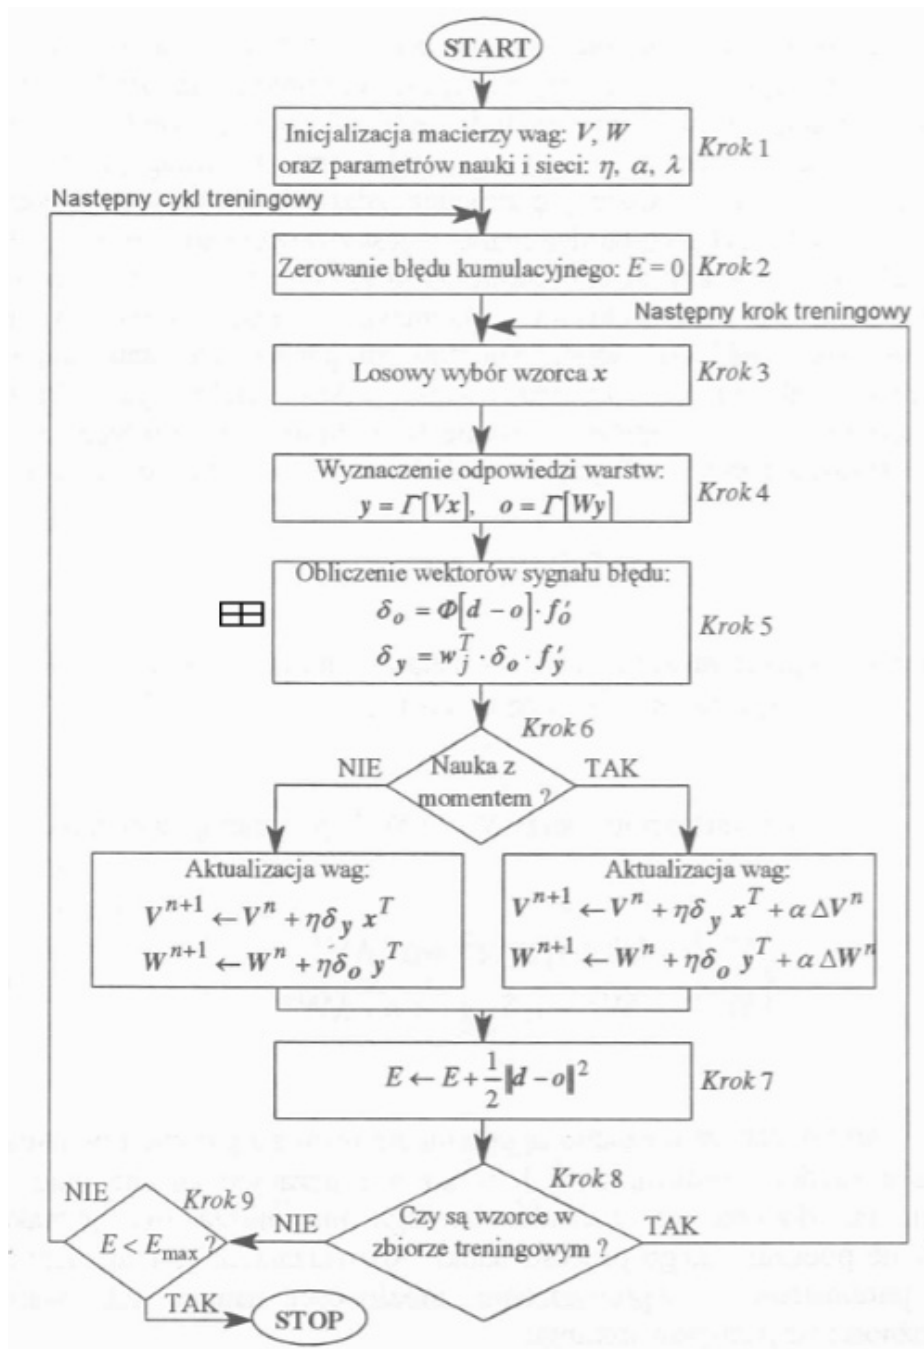 START
Inicjalizacja macierzy wag: V, W
oraz parametrów nauki i sieci: η, α, λ
Krok 1
Następny cykl treningowy
Zerowanie błędu kumulacyjnego: E = 0
Krok 2
Następny krok treningowy
Losowy wybór wzorca x
Krok 3
Wyznaczenie odpowiedzi warstw:
y = Γ[Vx], o = Γ[Wy]
Krok 4
Obliczenie wektorów sygnału błędu:
δ_o = Φ[d − o]· f′_o
δ_y = w_j^T · δ_o · f′_y
Krok 5
Krok 6
NIE
Nauka z
momentem ?
TAK
Aktualizacja wag:
V^{n+1} ← V^n + ηδ_y x^T
W^{n+1} ← W^n + ηδ_o y^T
Aktualizacja wag:
V^{n+1} ← V^n + ηδ_y x^T + α ΔV^n
W^{n+1} ← W^n + ηδ_o y^T + α ΔW^n
E ← E + 1/2 ‖d − o‖^2
Krok 7
Krok 8
Czy są wzorce w
zbiorze treningowym ?
TAK
NIE
Krok 9
NIE
E < E_max ?
TAK
STOP